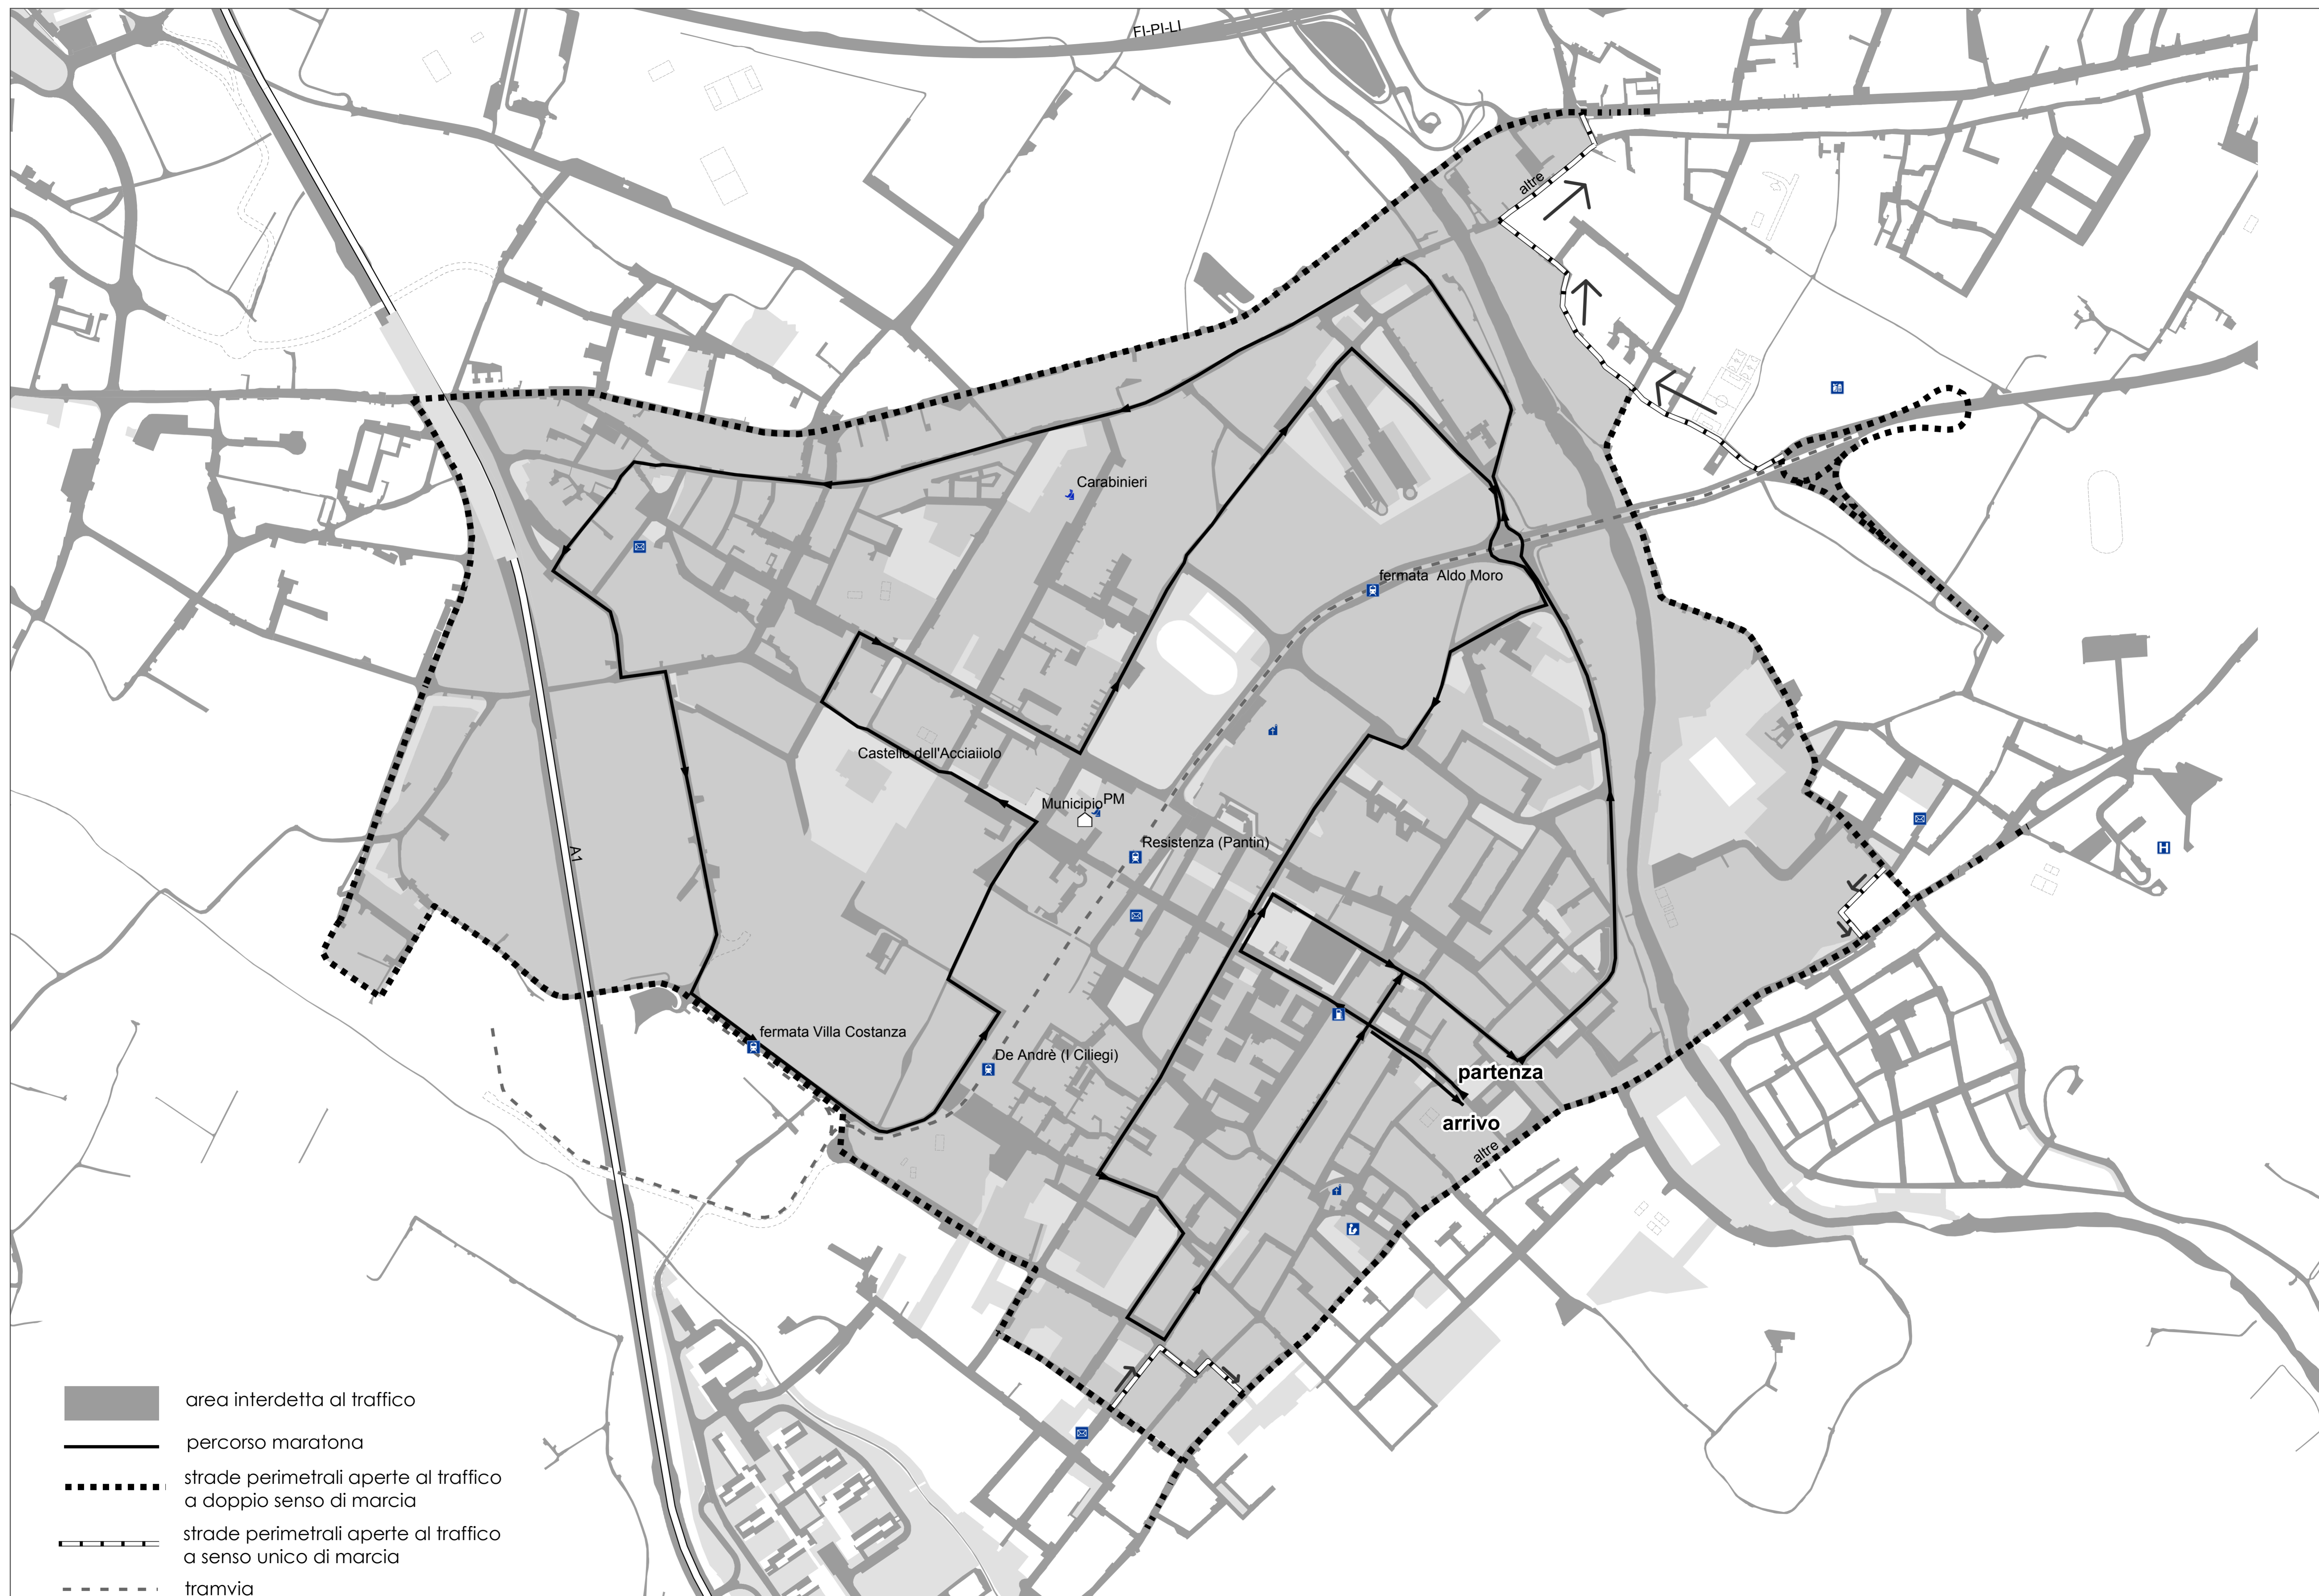 FI-PI-LI
altre
Carabinieri
fermata Aldo Moro
Castello dell'Acciaiiolo
Municipio
PM
A1
Resistenza (Pantin)
H
fermata Villa Costanza
De Andrè (I Ciliegi)
partenza
arrivo
altre
area interdetta al traffico
percorso maratona
strade perimetrali aperte al traffico
a doppio senso di marcia
strade perimetrali aperte al traffico
a senso unico di marcia
tramvia